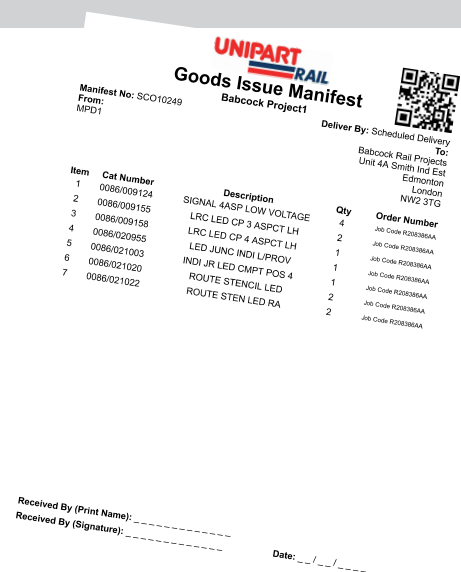 UNIPART
RAIL
Goods Issue Manifest
Babcock Project1
Manifest No: SCO10249
From:
MPD1
Deliver By: Scheduled Delivery
To:
Babcock Rail Projects
Unit 4A Smith Ind Est
Edmonton
London
NW2 3TG
Item Cat Number Description Qty Order Number
1 0086/009124 SIGNAL 4ASP LOW VOLTAGE 4 Job Code R208386AA
2 0086/009155 LRC LED CP 3 ASPCT LH 2 Job Code R208386AA
3 0086/009158 LRC LED CP 4 ASPCT LH 1 Job Code R208386AA
4 0086/020955 LED JUNC INDI L/PROV 1 Job Code R208386AA
5 0086/021003 INDI JR LED CMPT POS 4 1 Job Code R208386AA
6 0086/021020 ROUTE STENCIL LED 2 Job Code R208386AA
7 0086/021022 ROUTE STEN LED RA 2 Job Code R208386AA
Received By (Print Name): _ _ _ _ _ _ _ _ _ _ _ _ _
Received By (Signature): _ _ _ _ _ _ _ _ _ _ _ _ _
Date: _ _ / _ _ / _ _ _ _